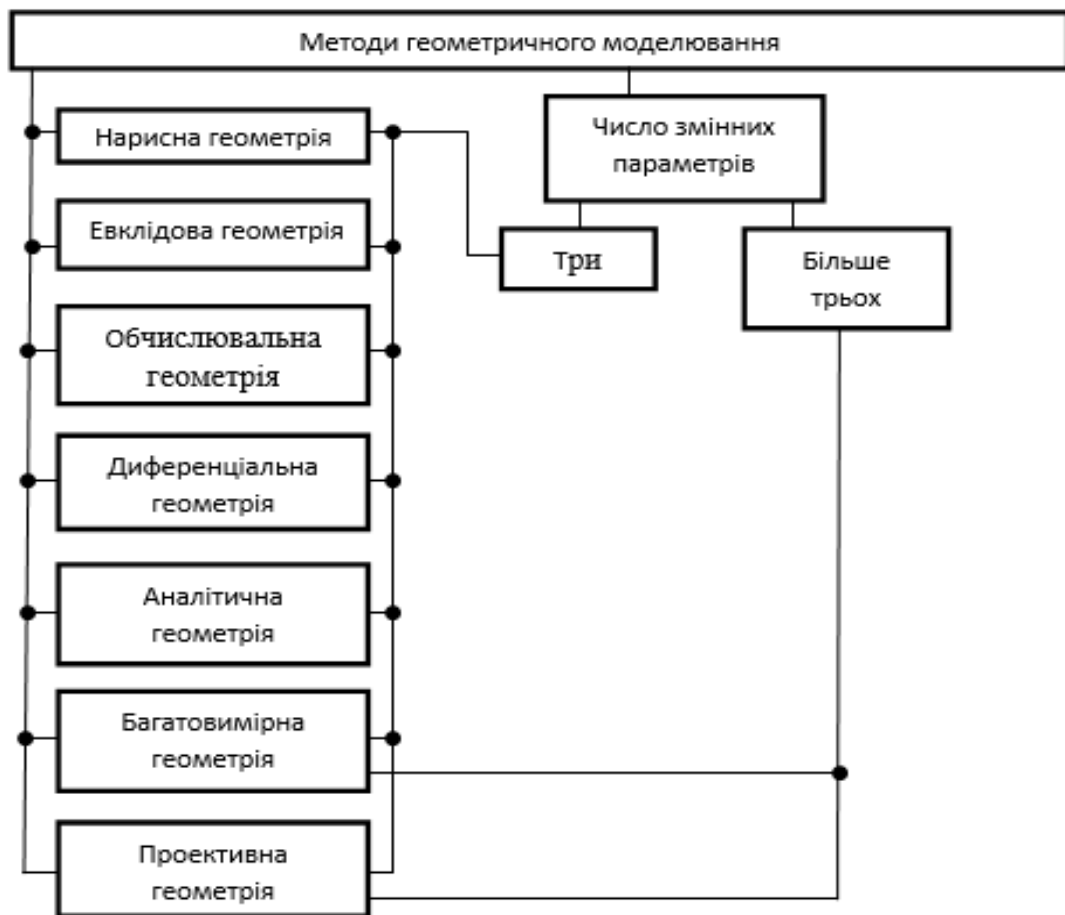 Методи геометричного моделювання
Нарисна геометрія
Число змінних
параметрів
Евклідова геометрія
Три
Більше
трьох
Обчислювальна
геометрія
Диференціальна
геометрія
Аналітична
геометрія
Багатовимірна
геометрія
Проективна
геометрія